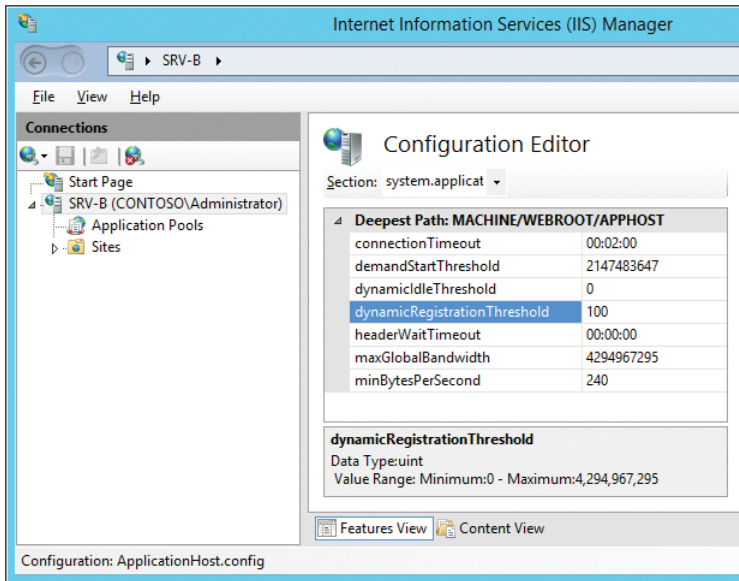 Internet Information Services (IIS) Manager
SRV-B
File View Help
Connections
Start Page
SRV-B (CONTOSO\Administrator)
Application Pools
Sites
Configuration Editor
Section: system.applicat
Deepest Path: MACHINE/WEBROOT/APPHOST
connectionTimeout 00:02:00
demandStartThreshold 2147483647
dynamicIdleThreshold 0
dynamicRegistrationThreshold 100
headerWaitTimeout 00:00:00
maxGlobalBandwidth 4294967295
minBytesPerSecond 240
dynamicRegistrationThreshold
Data Type:uint
Value Range: Minimum:0 - Maximum:4,294,967,295
Features View Content View
Configuration: ApplicationHost.config